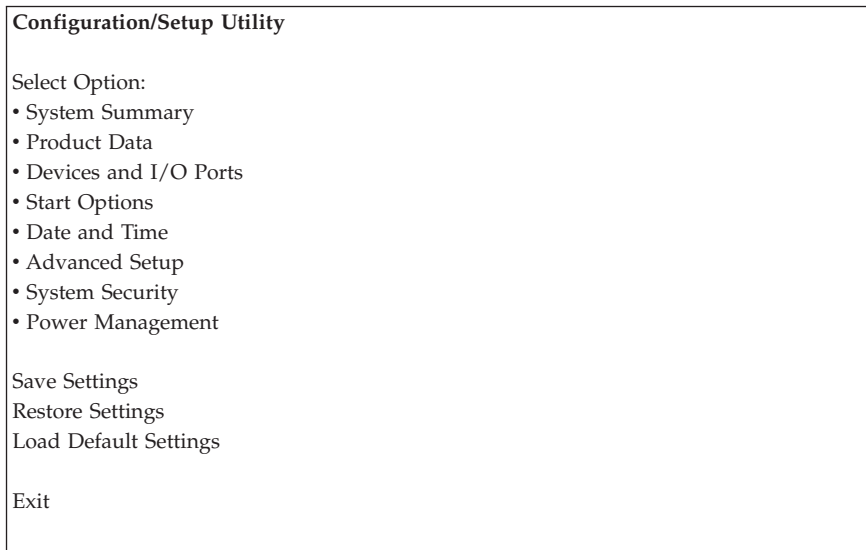 Configuration/Setup Utility
Select Option:
• System Summary
• Product Data
• Devices and I/O Ports
• Start Options
• Date and Time
• Advanced Setup
• System Security
• Power Management
Save Settings
Restore Settings
Load Default Settings
Exit